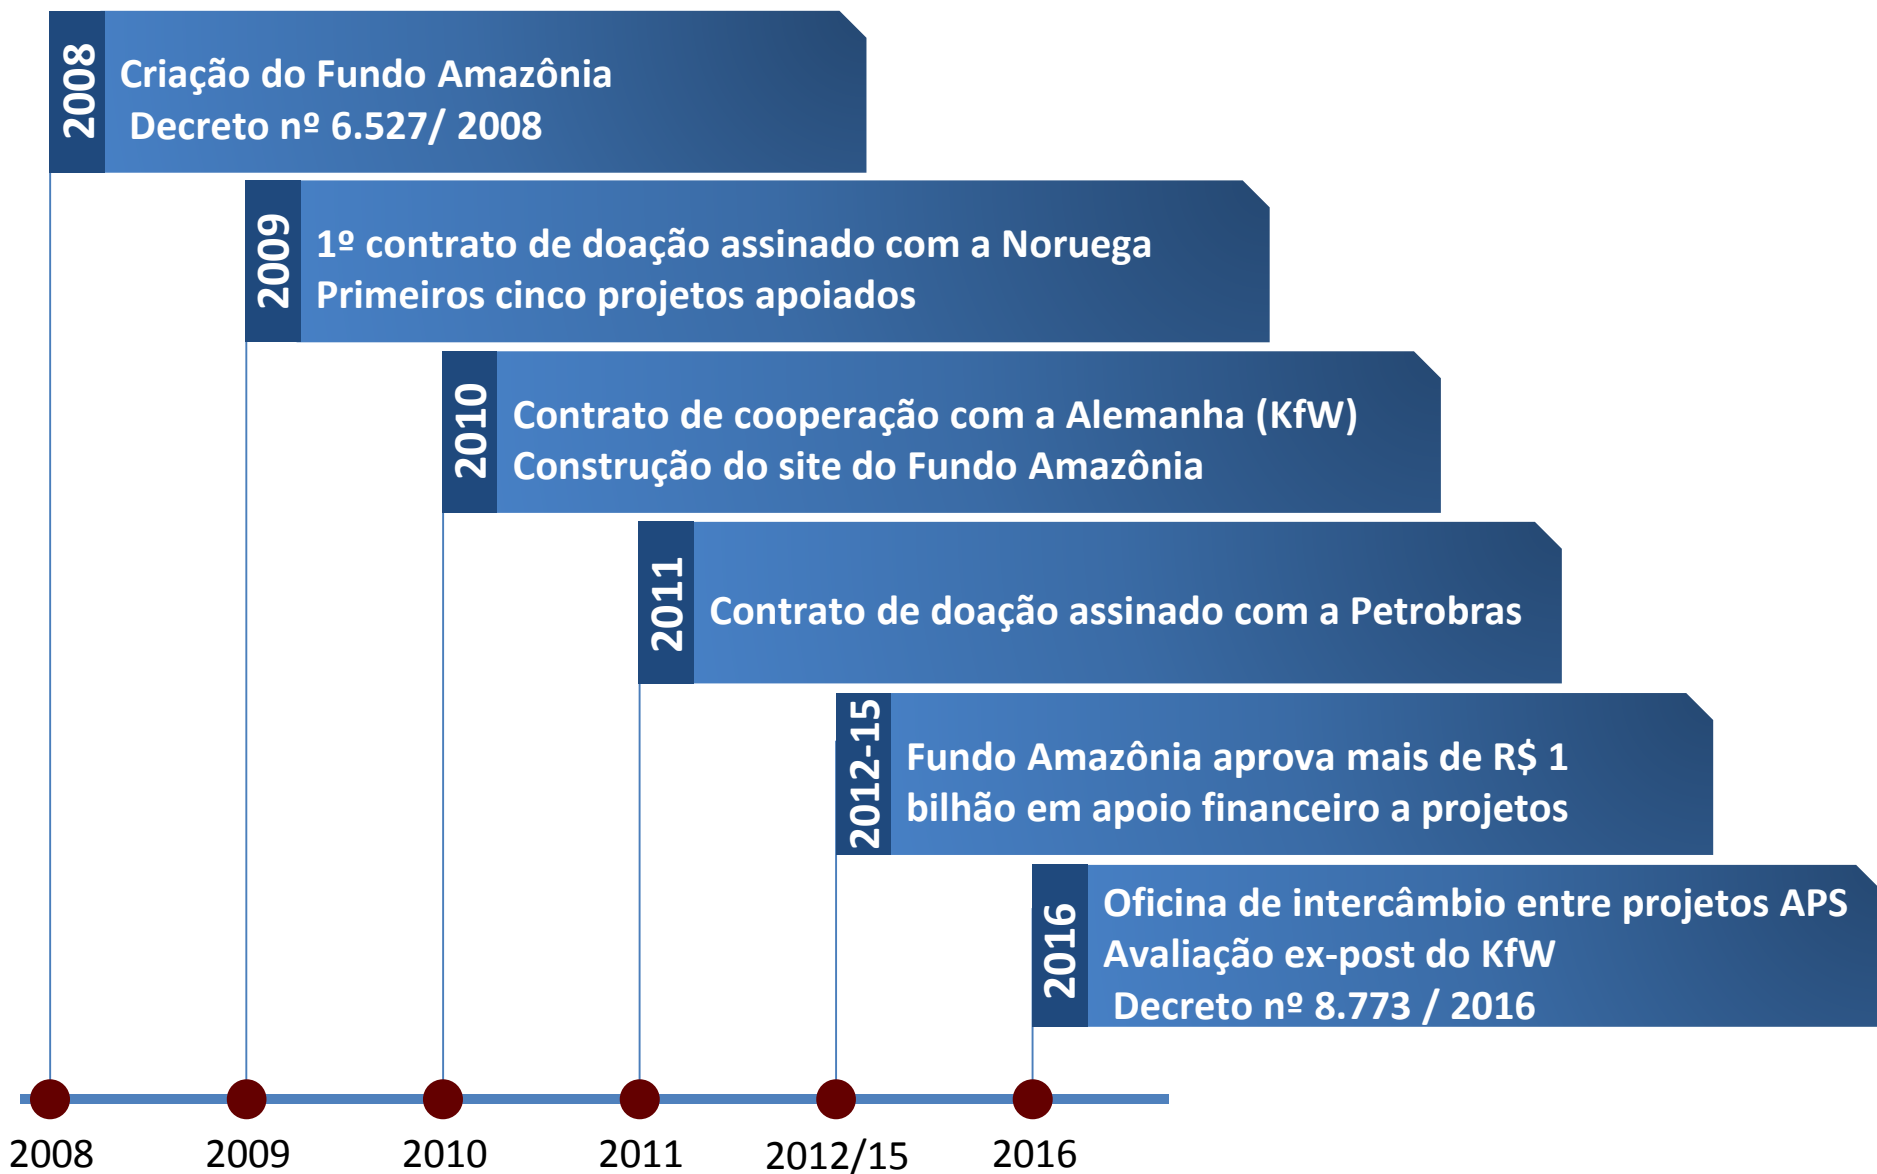 2008
Criação do Fundo Amazônia
Decreto nº 6.527/ 2008
2009
1º contrato de doação assinado com a Noruega
Primeiros cinco projetos apoiados
2010
Contrato de cooperação com a Alemanha (KfW)
Construção do site do Fundo Amazônia
2011
Contrato de doação assinado com a Petrobras
2012-15
Fundo Amazônia aprova mais de R$ 1
bilhão em apoio financeiro a projetos
2016
Oficina de intercâmbio entre projetos APS
Avaliação ex-post do KfW
Decreto nº 8.773 / 2016
2008 2009 2010 2011 2012/15 2016